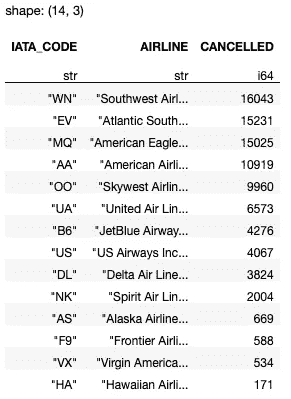 shape: (14, 3)
IATA_CODE AIRLINE CANCELLED
str str i64
"WN" "Southwest Airl... 16043
"EV" "Atlantic South... 15231
"MQ" "American Eagle... 15025
"AA" "American Airli... 10919
"OO" "Skywest Airlin... 9960
"UA" "United Air Lin... 6573
"B6" "JetBlue Airway... 4276
"US" "US Airways Inc... 4067
"DL" "Delta Air Line... 3824
"NK" "Spirit Air Lin... 2004
"AS" "Alaska Airline... 669
"F9" "Frontier Airli... 588
"VX" "Virgin America... 534
"HA" "Hawaiian Airli... 171